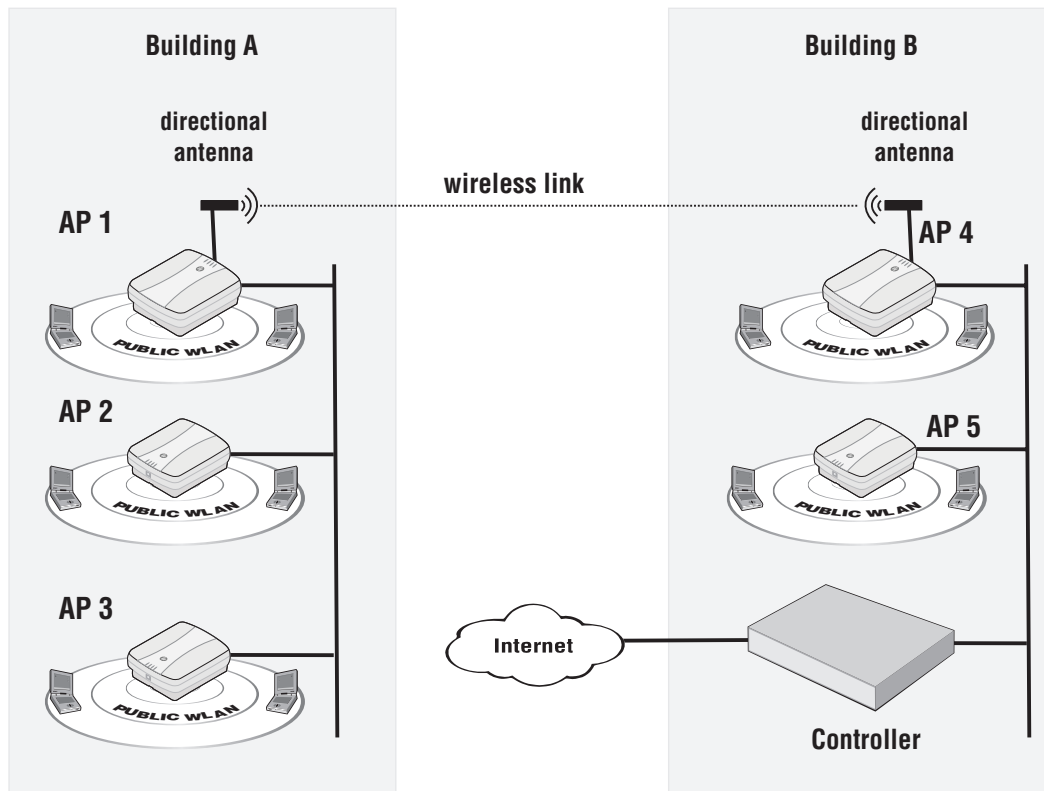 Building A
Building B
directional
antenna
directional
antenna
wireless link
AP 1
AP 4
PUBLIC WLAN
PUBLIC WLAN
AP 2
AP 5
PUBLIC WLAN
PUBLIC WLAN
AP 3
Internet
PUBLIC WLAN
Controller